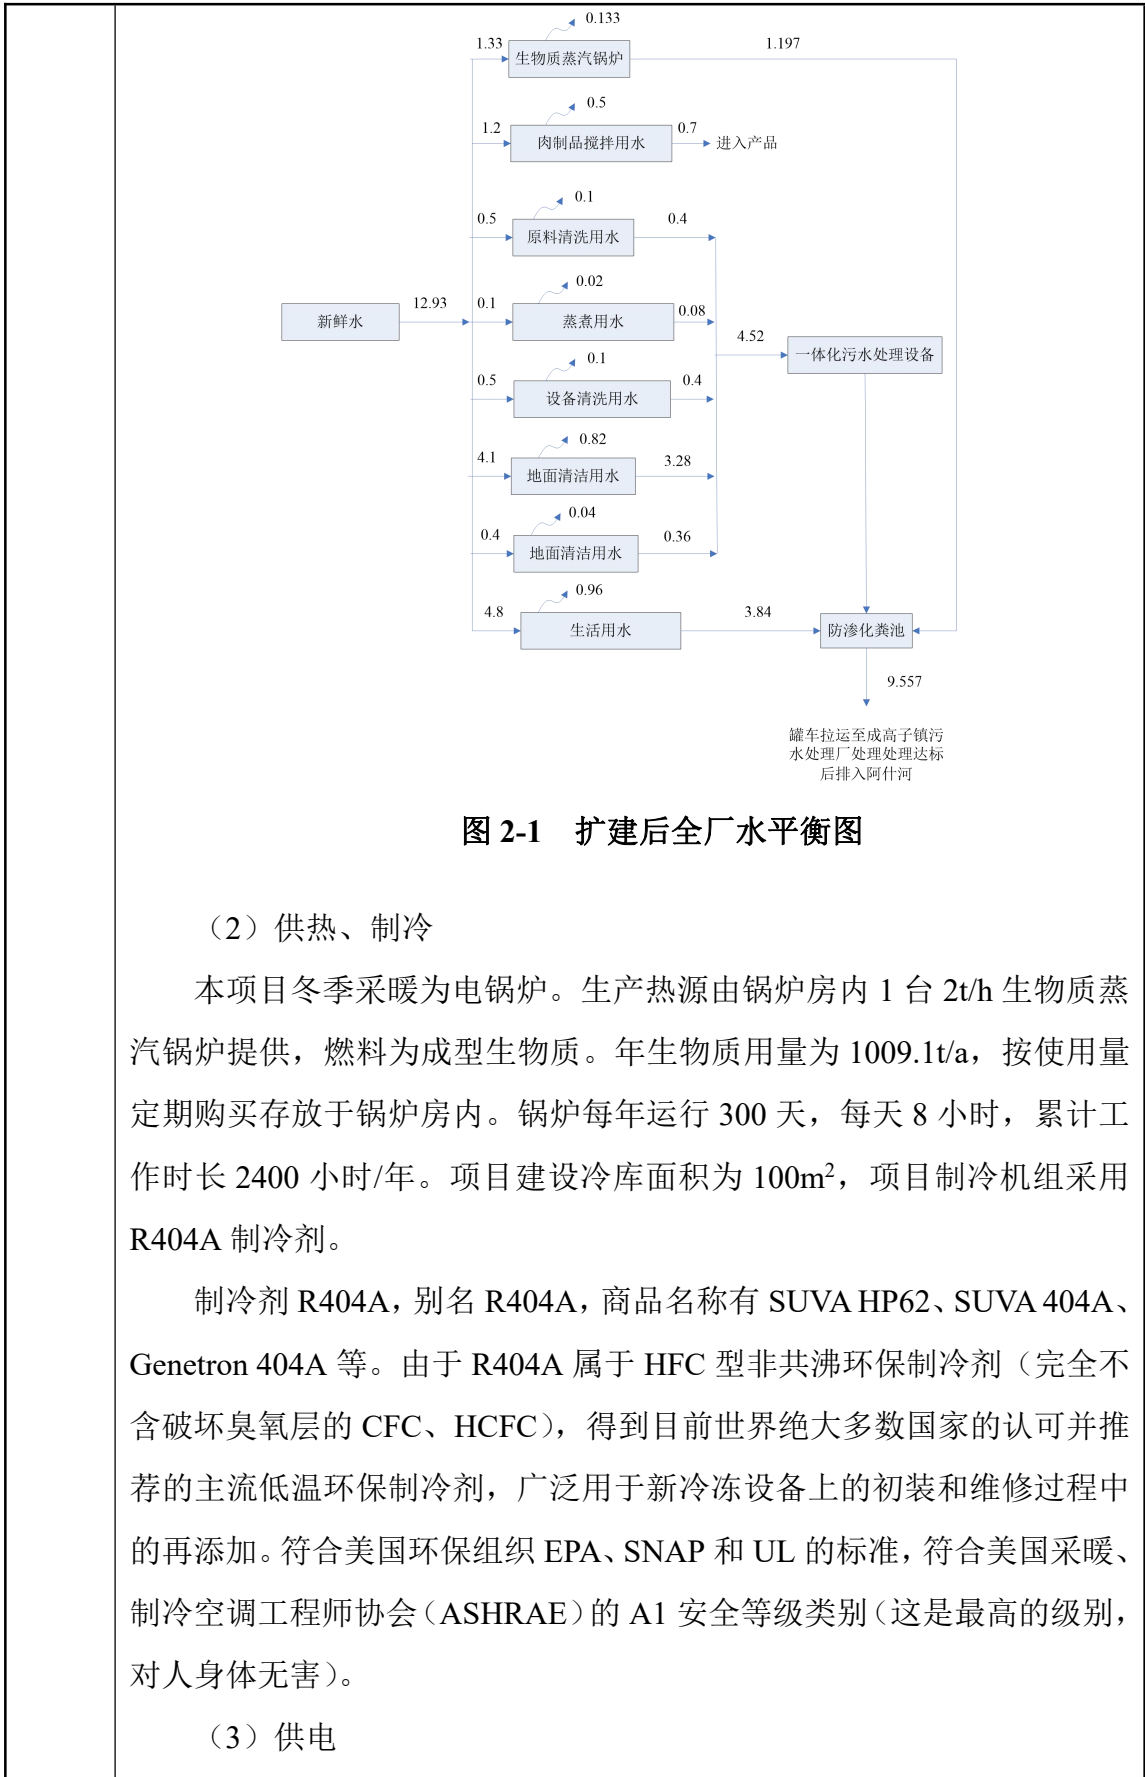 0.133
1.33
生物质蒸汽锅炉
1.197
0.5
1.2
肉制品搅拌用水
0.7
进入产品
0.1
0.5
原料清洗用水
0.4
0.02
新鲜水
12.93
0.1
蒸煮用水
0.08
4.52
一体化污水处理设备
0.1
0.5
设备清洗用水
0.4
0.82
4.1
地面清洁用水
3.28
0.04
0.4
地面清洁用水
0.36
0.96
4.8
生活用水
3.84
防渗化粪池
9.557
罐车拉运至成高子镇污
水处理厂处理处理达标
后排入阿什河
图 2-1 扩建后全厂水平衡图
（2）供热、制冷
本项目冬季采暖为电锅炉。生产热源由锅炉房内 1 台 2t/h 生物质蒸
汽锅炉提供，燃料为成型生物质。年生物质用量为 1009.1t/a，按使用量
定期购买存放于锅炉房内。锅炉每年运行 300 天，每天 8 小时，累计工
作时长 2400 小时/年。项目建设冷库面积为 100m²，项目制冷机组采用
R404A 制冷剂。
制冷剂 R404A，别名 R404A，商品名称有 SUVA HP62、SUVA 404A、
Genetron 404A 等。由于 R404A 属于 HFC 型非共沸环保制冷剂（完全不
含破坏臭氧层的 CFC、HCFC），得到目前世界绝大多数国家的认可并推
荐的主流低温环保制冷剂，广泛用于新冷冻设备上的初装和维修过程中
的再添加。符合美国环保组织 EPA、SNAP 和 UL 的标准，符合美国采暖、
制冷空调工程师协会（ASHRAE）的 A1 安全等级类别（这是最高的级别，
对人身体无害）。
（3）供电